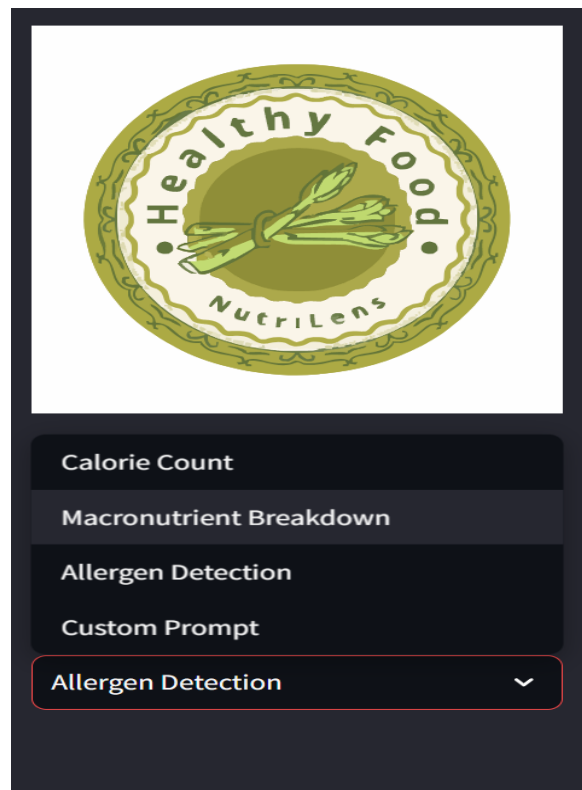 Healthy Food
NutriLens
Calorie Count
Macronutrient Breakdown
Allergen Detection
Custom Prompt
Allergen Detection